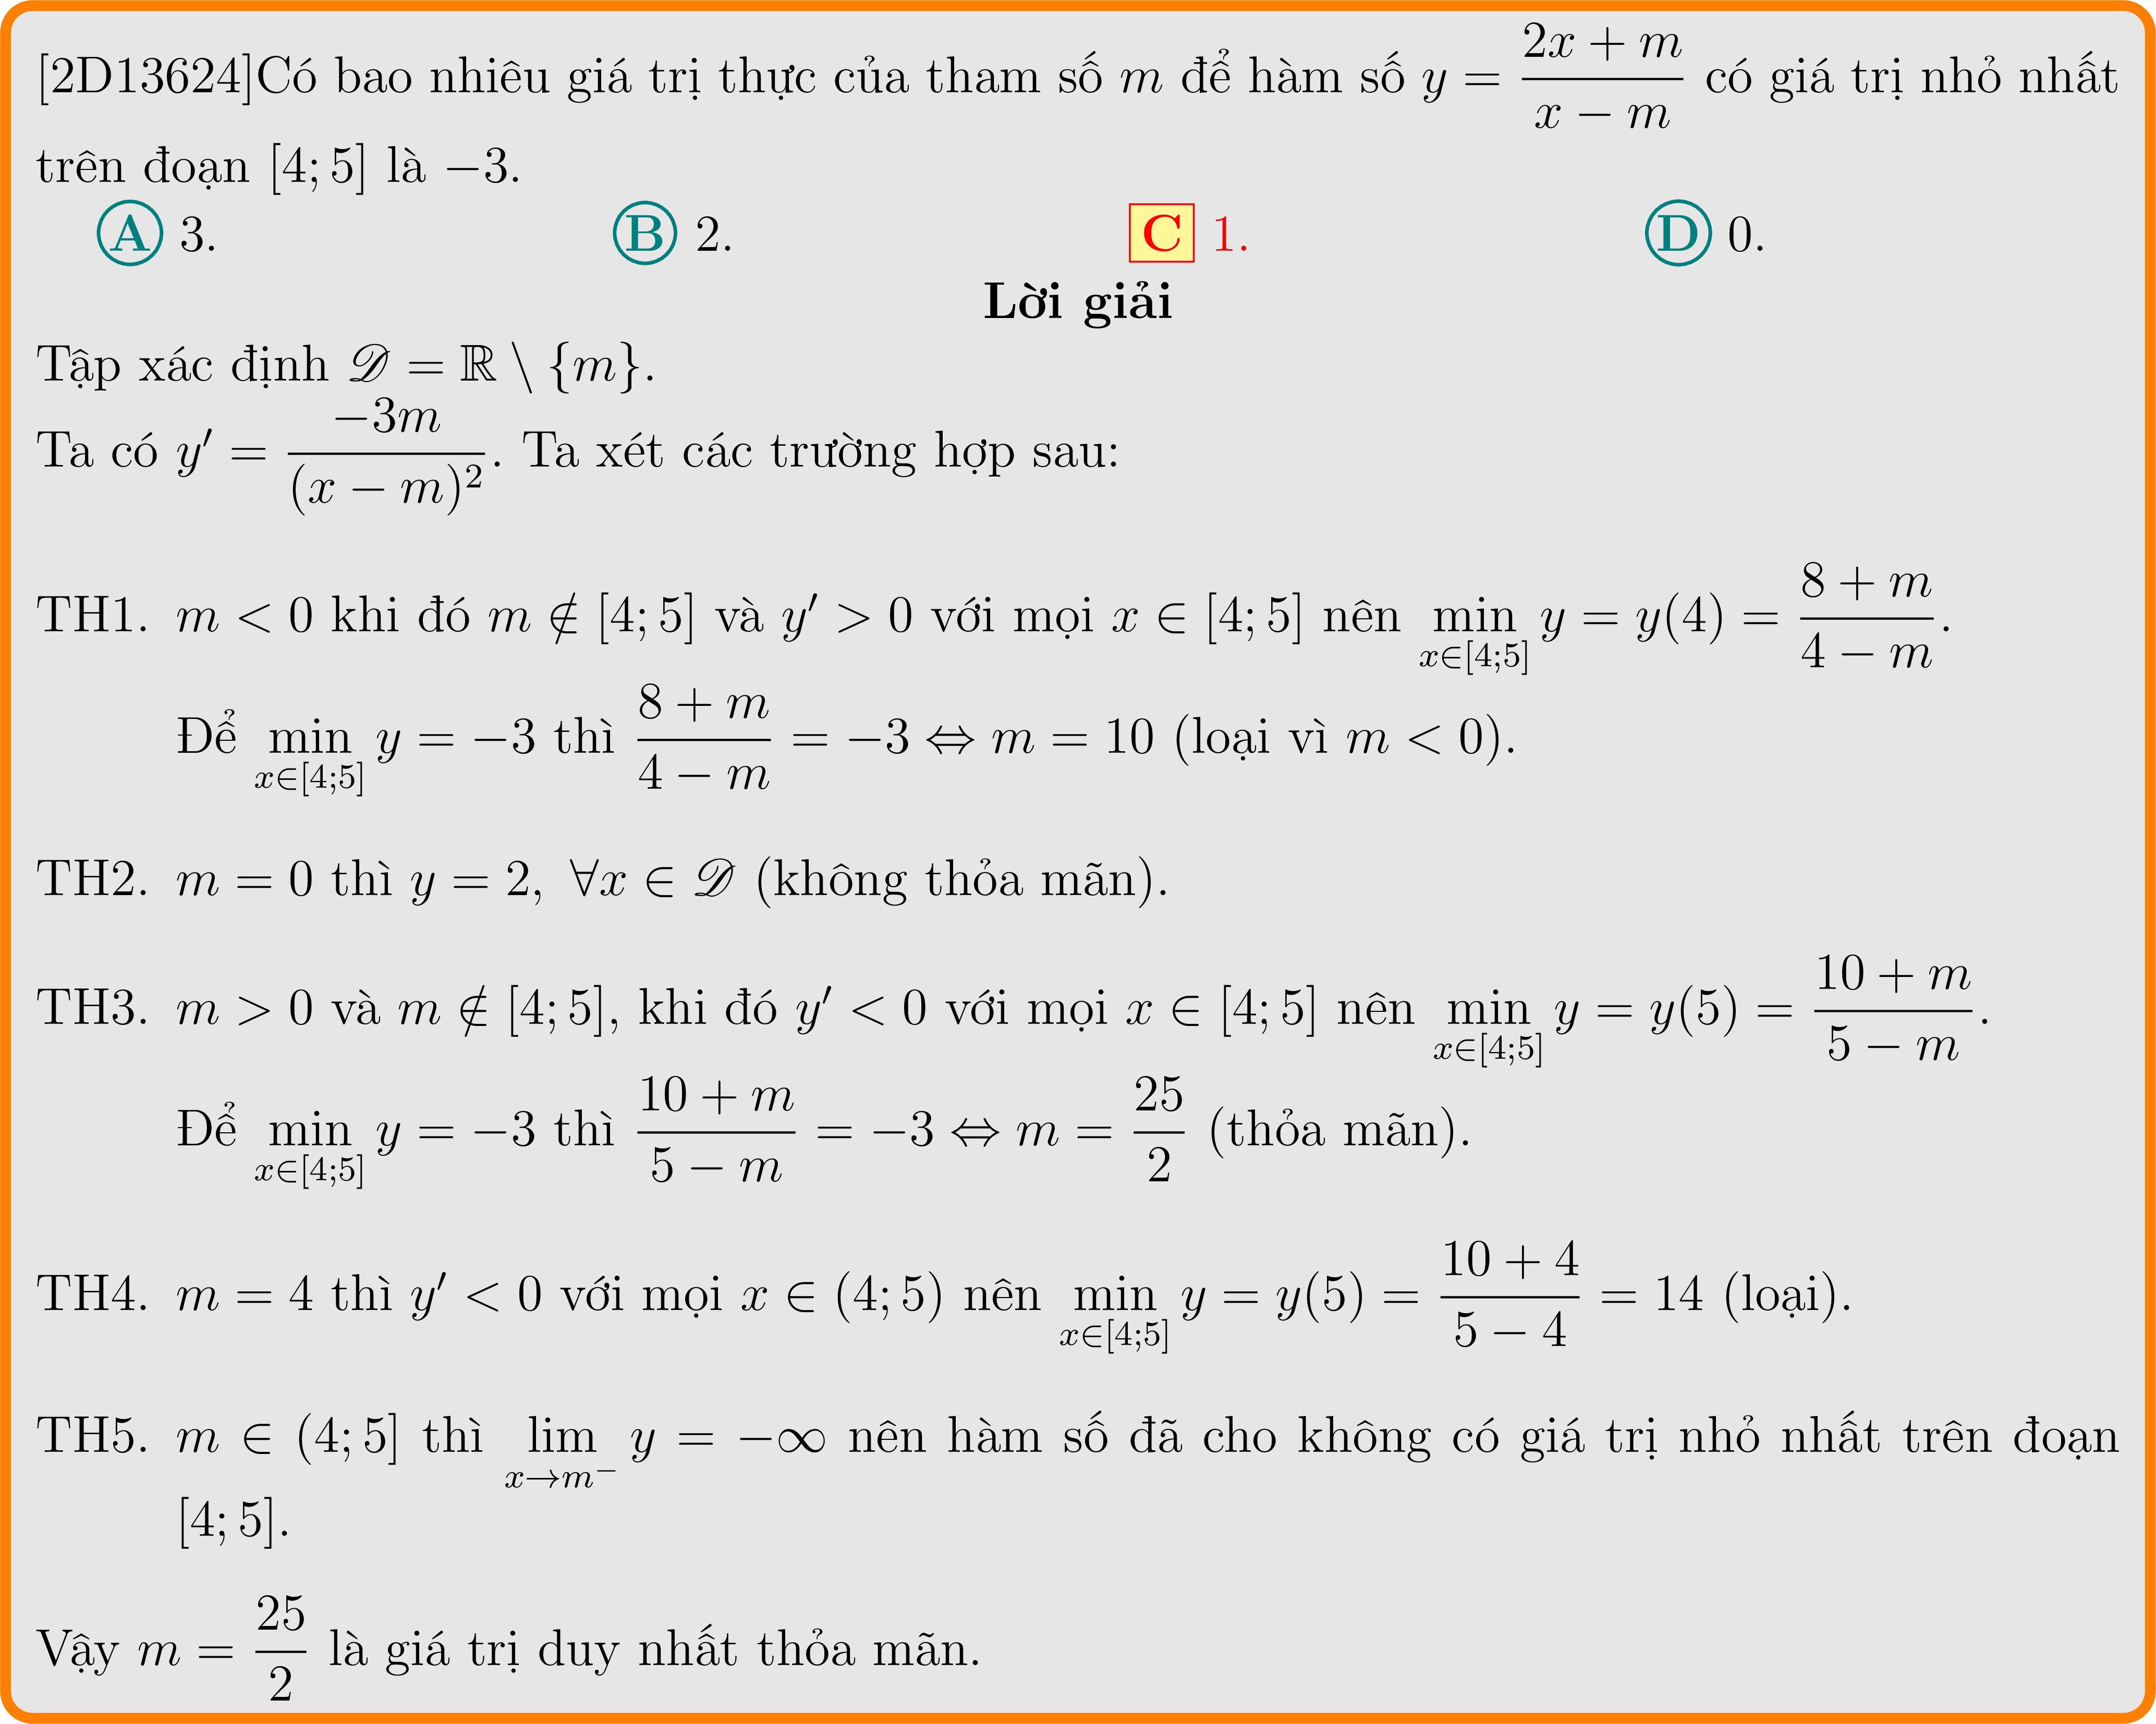 [2D13624]Có bao nhiêu giá trị thực của tham số $m$ để hàm số $y = \dfrac{2x + m}{x - m}$ có giá trị nhỏ nhất
trên đoạn $[4; 5]$ là $-3$.
A 3. B 2. C 1. D 0.
Lời giải
Tập xác định $\mathscr{D} = \mathbb{R} \setminus \{m\}$.
Ta có $y' = \dfrac{-3m}{(x - m)^2}$. Ta xét các trường hợp sau:
TH1. $m < 0$ khi đó $m \notin [4; 5]$ và $y' > 0$ với mọi $x \in [4; 5]$ nên $\min\limits_{x \in [4;5]} y = y(4) = \dfrac{8 + m}{4 - m}$.
Để $\min\limits_{x \in [4;5]} y = -3$ thì $\dfrac{8 + m}{4 - m} = -3 \Leftrightarrow m = 10$ (loại vì $m < 0$).
TH2. $m = 0$ thì $y = 2, \ \forall x \in \mathscr{D}$ (không thỏa mãn).
TH3. $m > 0$ và $m \notin [4; 5]$, khi đó $y' < 0$ với mọi $x \in [4; 5]$ nên $\min\limits_{x \in [4;5]} y = y(5) = \dfrac{10 + m}{5 - m}$.
Để $\min\limits_{x \in [4;5]} y = -3$ thì $\dfrac{10 + m}{5 - m} = -3 \Leftrightarrow m = \dfrac{25}{2}$ (thỏa mãn).
TH4. $m = 4$ thì $y' < 0$ với mọi $x \in (4; 5)$ nên $\min\limits_{x \in [4;5]} y = y(5) = \dfrac{10 + 4}{5 - 4} = 14$ (loại).
TH5. $m \in (4; 5]$ thì $\lim\limits_{x \to m^-} y = -\infty$ nên hàm số đã cho không có giá trị nhỏ nhất trên đoạn
$[4; 5]$.
Vậy $m = \dfrac{25}{2}$ là giá trị duy nhất thỏa mãn.